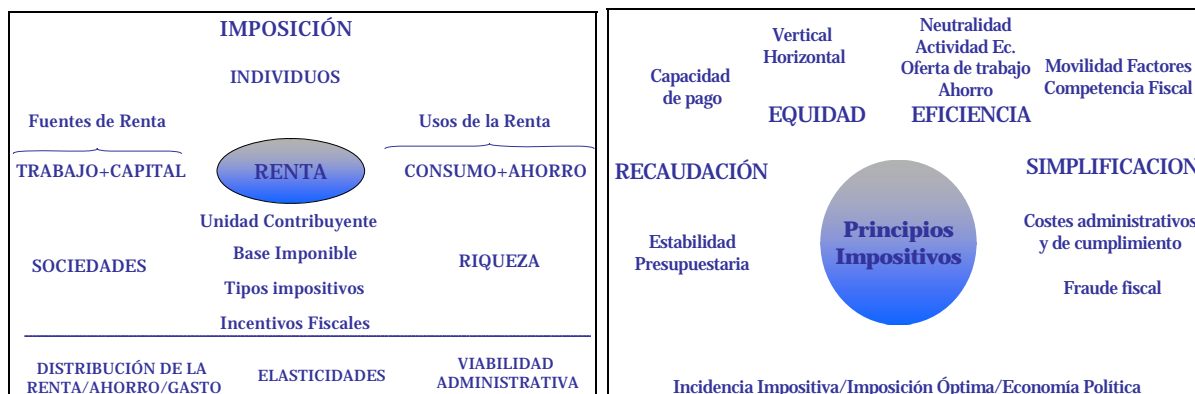 IMPOSICIÓN
INDIVIDUOS
Fuentes de Renta
Usos de la Renta
TRABAJO+CAPITAL
RENTA
CONSUMO+AHORRO
Unidad Contribuyente
Base Imponible
SOCIEDADES
RIQUEZA
Tipos impositivos
Incentivos Fiscales
DISTRIBUCIÓN DE LA
RENTA/AHORRO/GASTO
ELASTICIDADES
VIABILIDAD
ADMINISTRATIVA
Capacidad
de pago
Vertical
Horizontal
EQUIDAD
Neutralidad
Actividad Ec.
Oferta de trabajo
Ahorro
EFICIENCIA
Movilidad Factores
Competencia Fiscal
RECAUDACIÓN
SIMPLIFICACION
Principios
Impositivos
Estabilidad
Presupuestaria
Costes administrativos
y de cumplimiento
Fraude fiscal
Incidencia Impositiva/Imposición Óptima/Economía Política